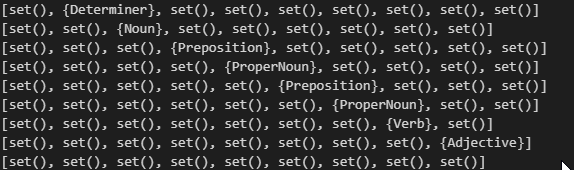 [set(), {Determiner}, set(), set(), set(), set(), set(), set(), set()]
[set(), set(), {Noun}, set(), set(), set(), set(), set(), set()]
[set(), set(), {Preposition}, set(), set(), set(), set(), set(), set()]
[set(), set(), set(), set(), {ProperNoun}, set(), set(), set(), set()]
[set(), set(), set(), set(), set(), {Preposition}, set(), set(), set()]
[set(), set(), set(), set(), set(), set(), {ProperNoun}, set(), set()]
[set(), set(), set(), set(), set(), set(), set(), {Verb}, set()]
[set(), set(), set(), set(), set(), set(), set(), set(), {Adjective}]
[set(), set(), set(), set(), set(), set(), set(), set(), set()]